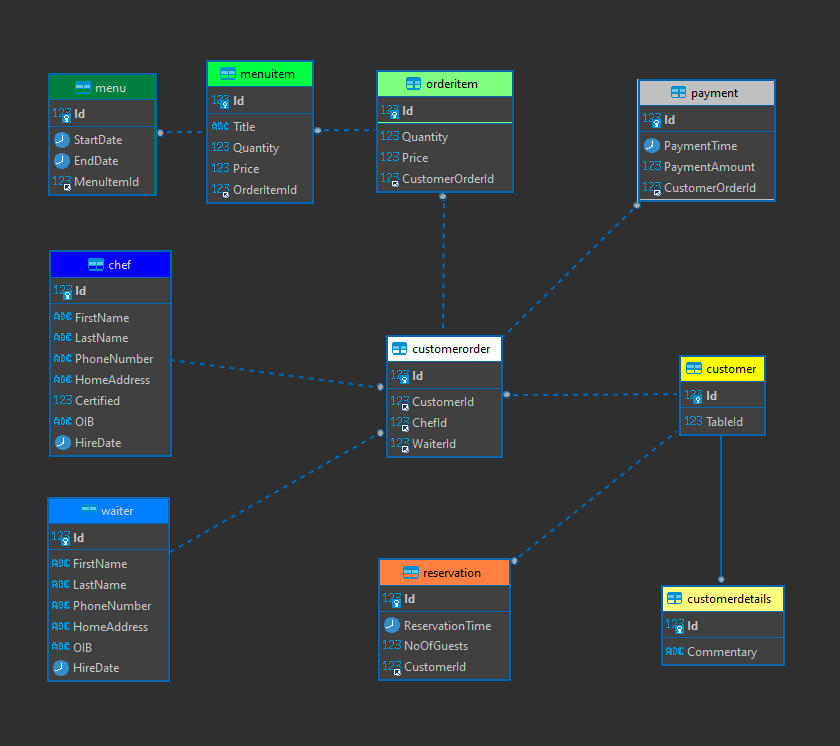 menu
123 Id
StartDate
EndDate
123 MenuItemId
menuitem
123 Id
ABC Title
123 Quantity
123 Price
123 OrderItemId
orderitem
123 Id
123 Quantity
123 Price
123 CustomerOrderId
payment
123 Id
PaymentTime
123 PaymentAmount
123 CustomerOrderId
chef
123 Id
ABC FirstName
ABC LastName
ABC PhoneNumber
ABC HomeAddress
123 Certified
ABC OIB
HireDate
customerorder
123 Id
123 CustomerId
123 ChefId
123 WaiterId
customer
123 Id
123 TableId
waiter
123 Id
ABC FirstName
ABC LastName
ABC PhoneNumber
ABC HomeAddress
ABC OIB
HireDate
reservation
123 Id
ReservationTime
123 NoOfGuests
123 CustomerId
customerdetails
123 Id
ABC Commentary